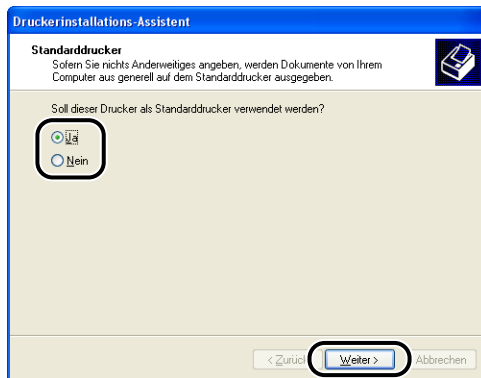 Druckerinstallations-Assistent
Standarddrucker
Sofern Sie nichts Anderweitiges angeben, werden Dokumente von Ihrem
Computer aus generell auf dem Standarddrucker ausgegeben.
Soll dieser Drucker als Standarddrucker verwendet werden?
Ja
Nein
< Zurück
Weiter >
Abbrechen